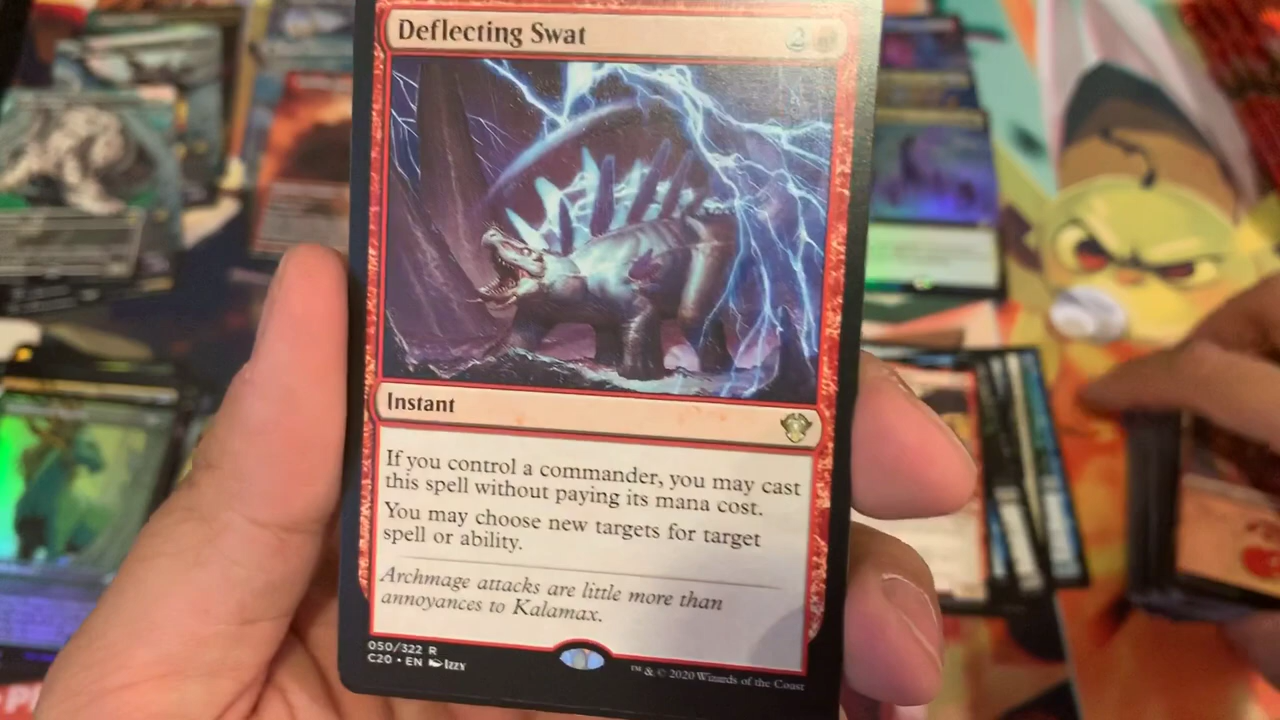 Deflecting Swat
2
Instant
If you control a commander, you may cast
this spell without paying its mana cost.
You may choose new targets for target
spell or ability.
Archmage attacks are little more than
annoyances to Kalamax.
050/322 R
C20 • EN Izzy
™ & © 2020 Wizards of the Coast